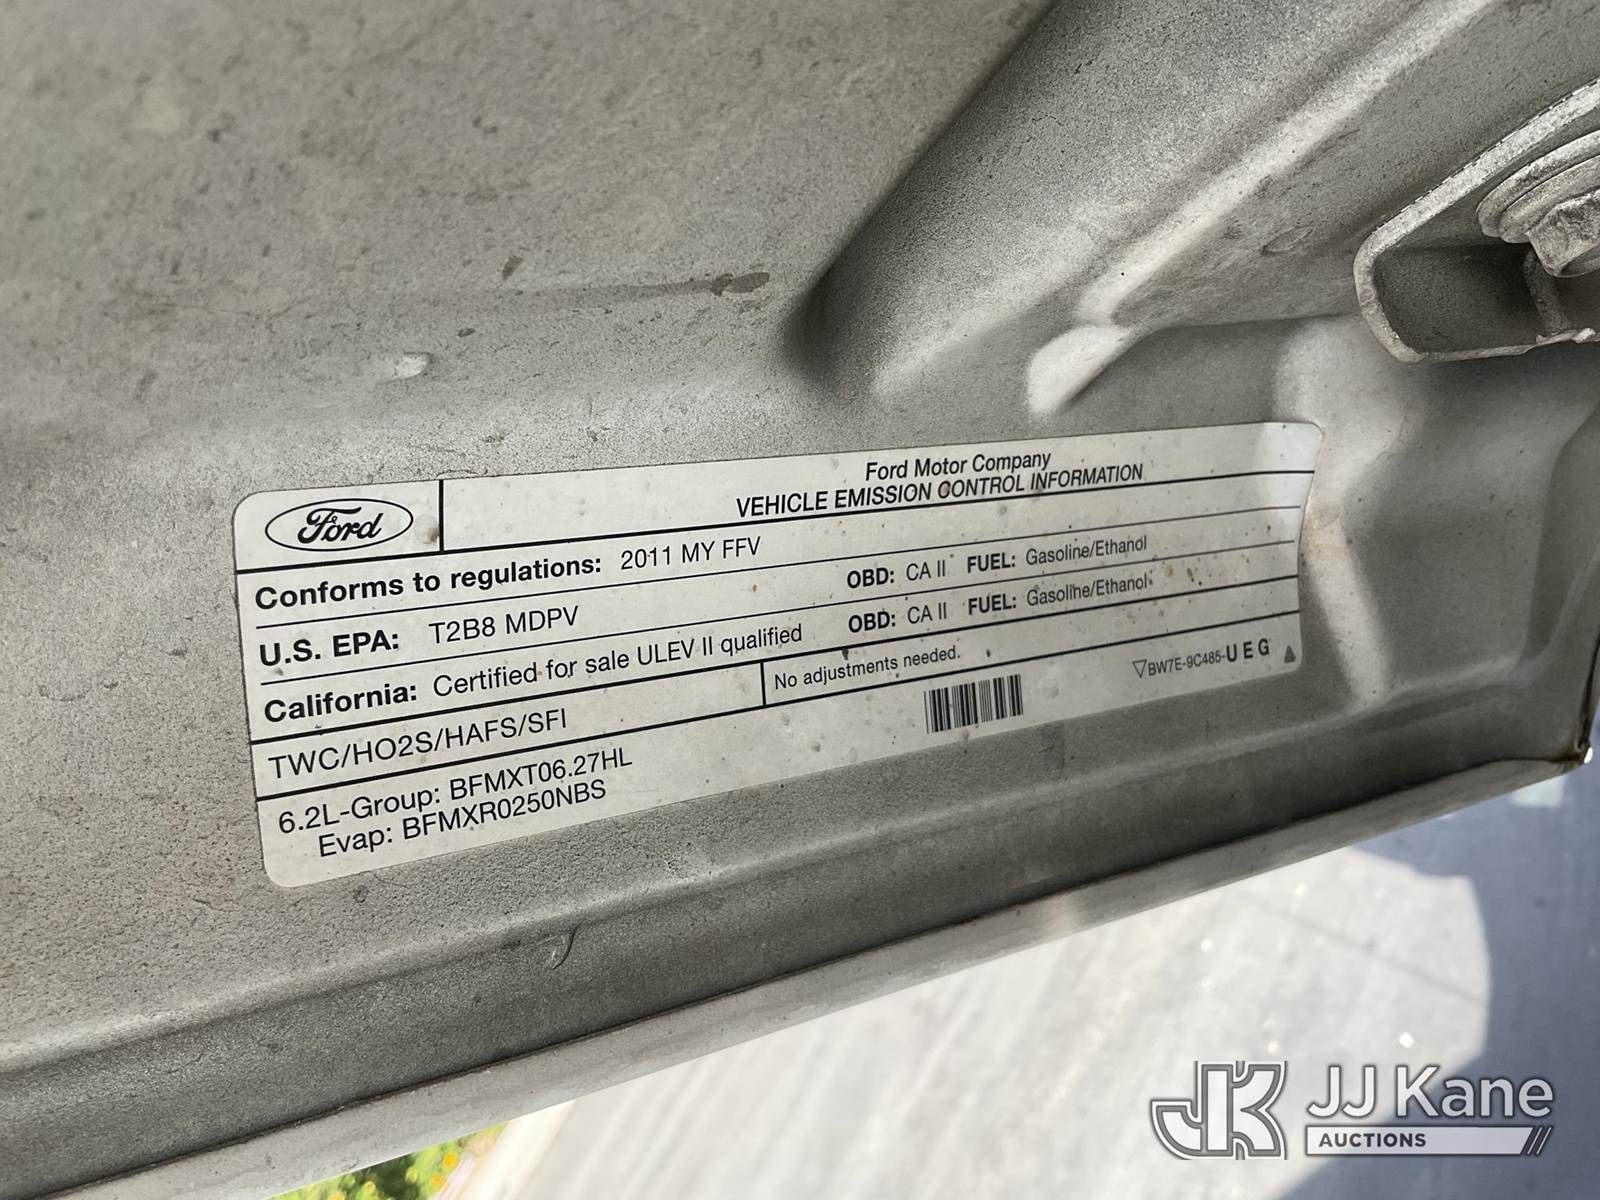 Ford
Ford Motor Company
VEHICLE EMISSION CONTROL INFORMATION
Conforms to regulations: 2011 MY FFV
U.S. EPA: T2B8 MDPV OBD: CA II FUEL: Gasoline/Ethanol
California: Certified for sale ULEV II qualified OBD: CA II FUEL: Gasoline/Ethanol
TWC/HO2S/HAFS/SFI No adjustments needed.
6.2L-Group: BFMXT06.27HL
Evap: BFMXR0250NBS
BW7E-9C485-UEG
JK JJ Kane
AUCTIONS